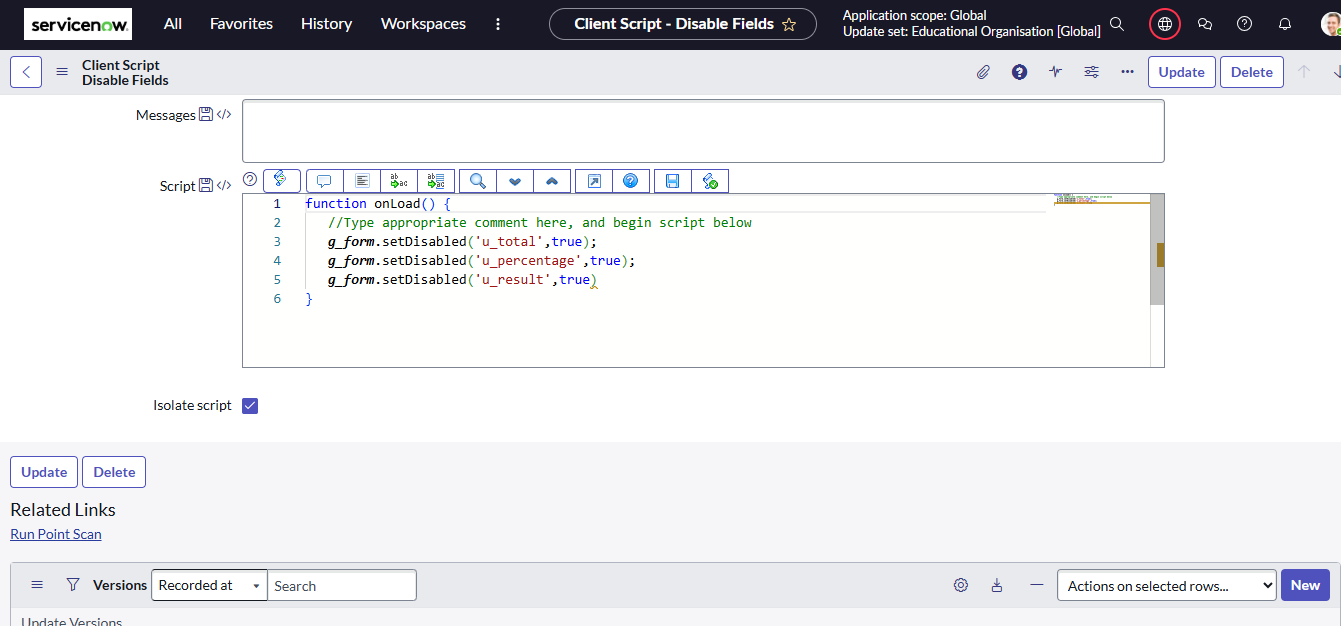 servicenow. All Favorites History Workspaces Client Script - Disable Fields Application scope: Global
Update set: Educational Organisation [Global]
Client Script
Disable Fields
Update Delete
Messages </>
Script </>
1 function onLoad() {
2 //Type appropriate comment here, and begin script below
3 g_form.setDisabled('u_total',true);
4 g_form.setDisabled('u_percentage',true);
5 g_form.setDisabled('u_result',true)
6 }
Isolate script
Update Delete
Related Links
Run Point Scan
Versions Recorded at Search Actions on selected rows... New
Update Versions